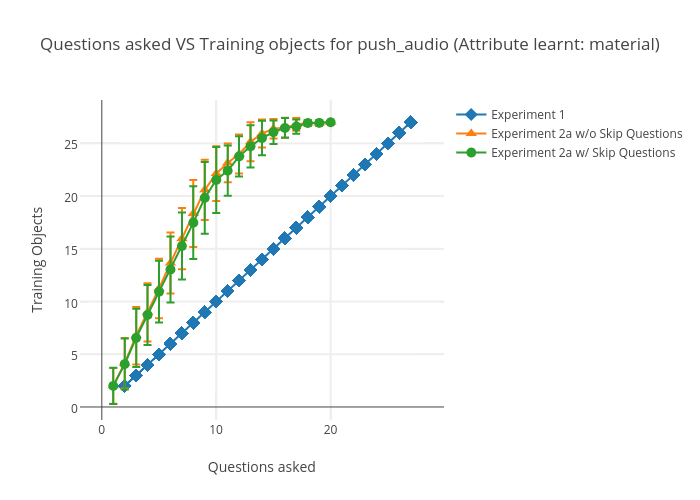 Questions asked VS Training objects for push_audio (Attribute learnt: material)
Experiment 1
Experiment 2a w/o Skip Questions
Experiment 2a w/ Skip Questions
Training Objects
25
20
15
10
5
0
0 10 20
Questions asked